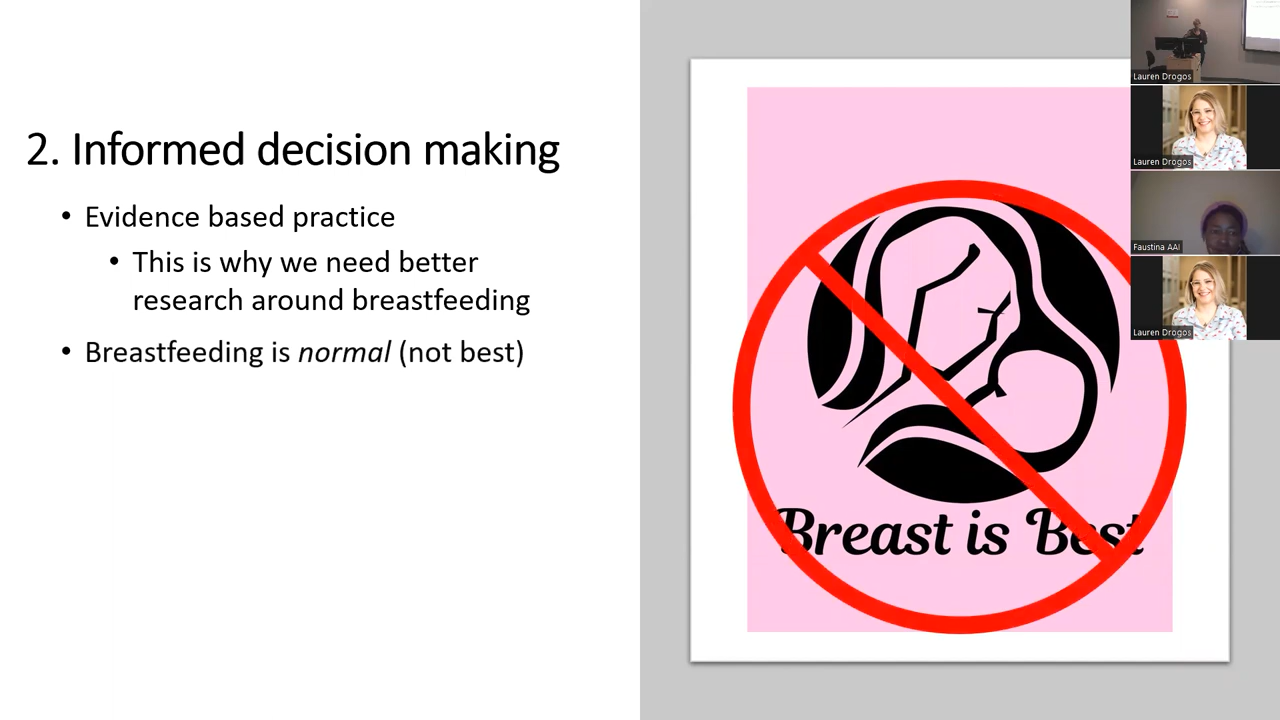 2. Informed decision making
• Evidence based practice
• This is why we need better
research around breastfeeding
• Breastfeeding is normal (not best)
Breast is Best
Lauren Drogos
Lauren Drogos
Faustina AAI
Lauren Drogos